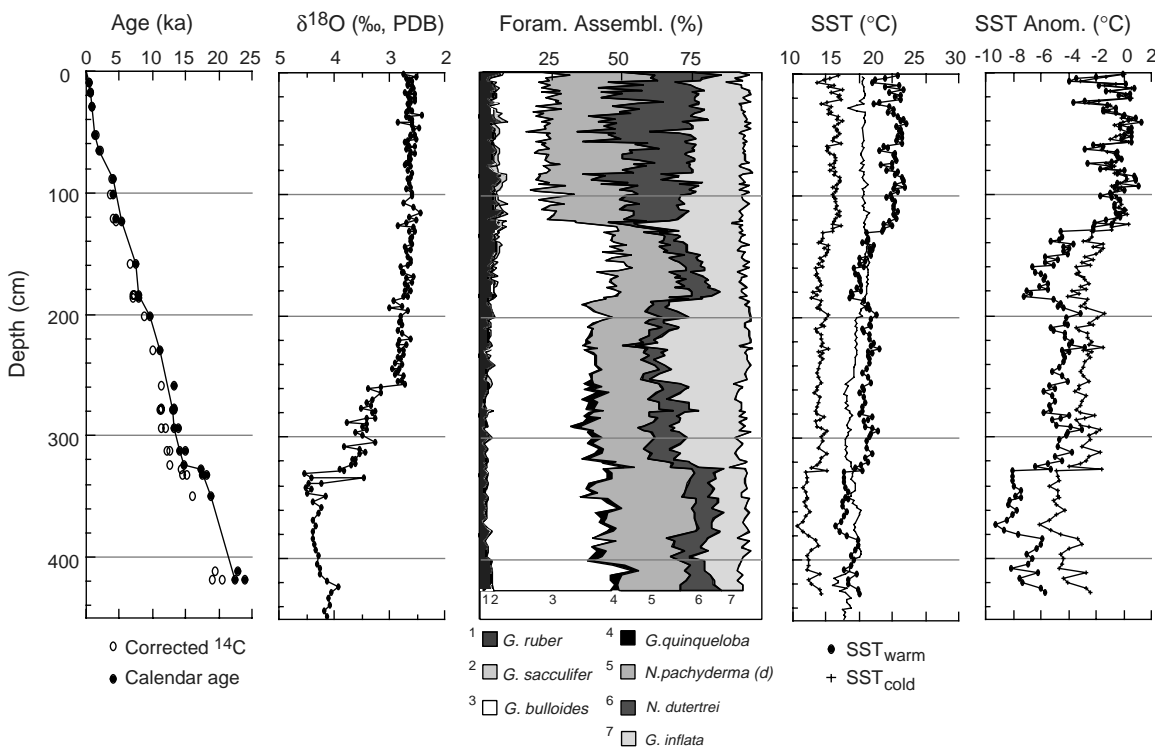 Age (ka)
δ18O (‰, PDB)
Foram. Assembl. (%)
SST (°C)
SST Anom. (°C)
0 5 10 15 20 25
5 4 3 2
25 50 75
10 15 20 25 30
-10 -8 -6 -4 -2 0 2
Depth (cm)
0
100
200
300
400
1 2 3 4 5 6 7
Corrected 14C
Calendar age
1 G. ruber
2 G. sacculifer
3 G. bulloides
4 G.quinqueloba
5 N.pachyderma (d)
6 N. dutertrei
7 G. inflata
SSTwarm
SSTcold